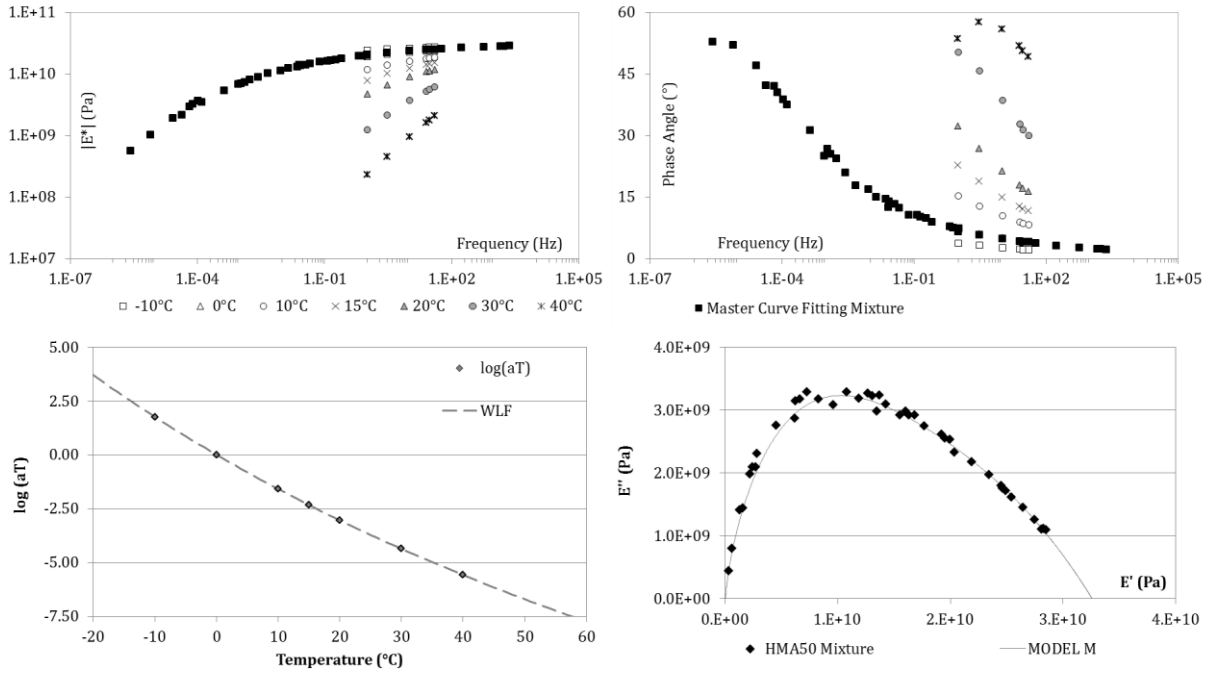 1.E+11
1.E+10
1.E+09
1.E+08
1.E+07
|E*| (Pa)
Frequency (Hz)
1.E-07 1.E-04 1.E-01 1.E+02 1.E+05
-10°C 0°C 10°C 15°C 20°C 30°C 40°C
60
45
30
15
0
Phase Angle (°)
Frequency (Hz)
1.E-07 1.E-04 1.E-01 1.E+02 1.E+05
Master Curve Fitting Mixture
5.00
2.50
0.00
-2.50
-5.00
-7.50
log (aT)
log(aT)
WLF
-20 -10 0 10 20 30 40 50 60
Temperature (°C)
4.0E+09
3.0E+09
2.0E+09
1.0E+09
0.0E+00
E'' (Pa)
E' (Pa)
0.E+00 1.E+10 2.E+10 3.E+10 4.E+10
HMA50 Mixture MODEL M